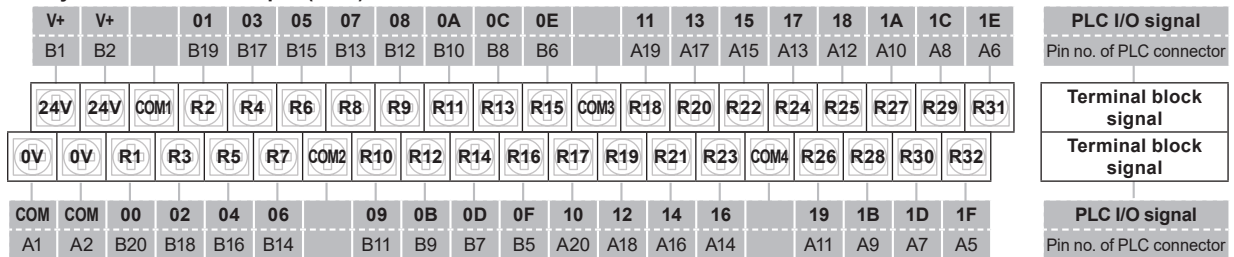 V+ V+ 01 03 05 07 08 0A 0C 0E 11 13 15 17 18 1A 1C 1E PLC I/O signal
B1 B2 B19 B17 B15 B13 B12 B10 B8 B6 A19 A17 A15 A13 A12 A10 A8 A6 Pin no. of PLC connector
24V 24V COM1 R2 R4 R6 R8 R9 R11 R13 R15 COM3 R18 R20 R22 R24 R25 R27 R29 R31 Terminal block
signal
0V 0V R1 R3 R5 R7 COM2 R10 R12 R14 R16 R17 R19 R21 R23 COM4 R26 R28 R30 R32 Terminal block
signal
COM COM 00 02 04 06 09 0B 0D 0F 10 12 14 16 19 1B 1D 1F PLC I/O signal
A1 A2 B20 B18 B16 B14 B11 B9 B7 B5 A20 A18 A16 A14 A11 A9 A7 A5 Pin no. of PLC connector